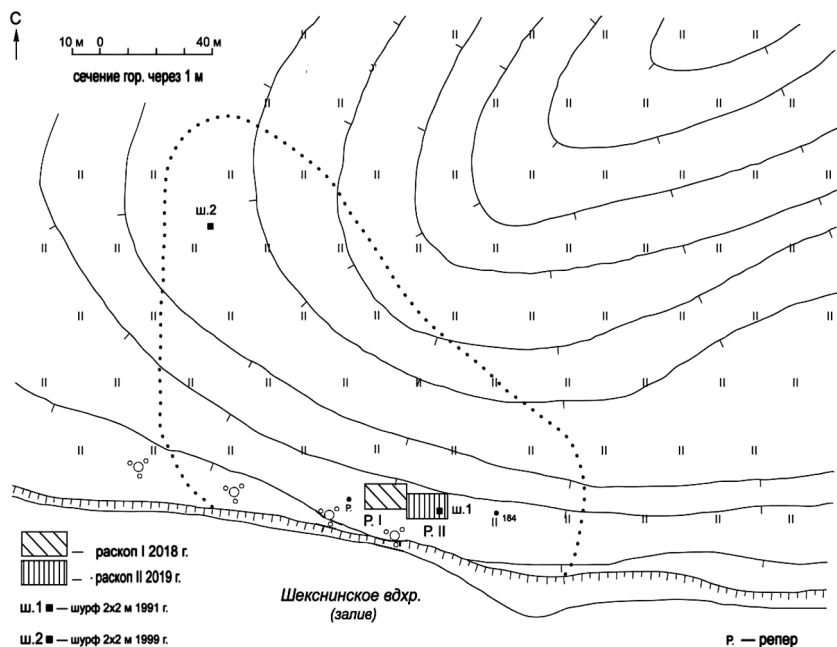 С
10 м 0 40 м
сечение гор. через 1 м
ш.2
Р.
Р. I
Р. II
ш.1
184
— раскоп I 2018 г.
— раскоп II 2019 г.
ш.1 — шурф 2х2 м 1991 г.
ш.2 — шурф 2х2 м 1999 г.
Шекснинское вдхр.
(залив)
Р. — репер